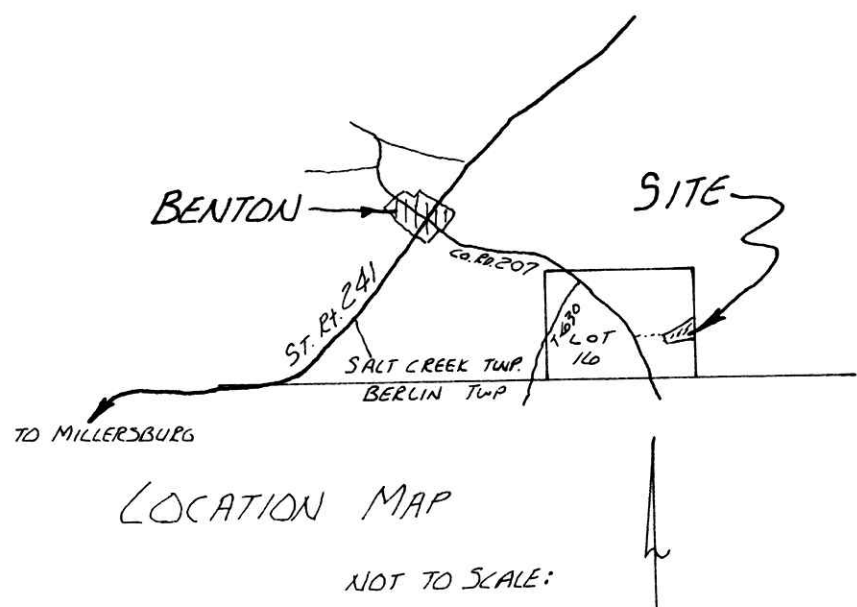 BENTON
SITE
CO. RD. 207
ST. Rt. 241
T-630
LOT
16
SALT CREEK TWP.
BERLIN TWP
TO MILLERSBURG
LOCATION MAP
NOT TO SCALE: